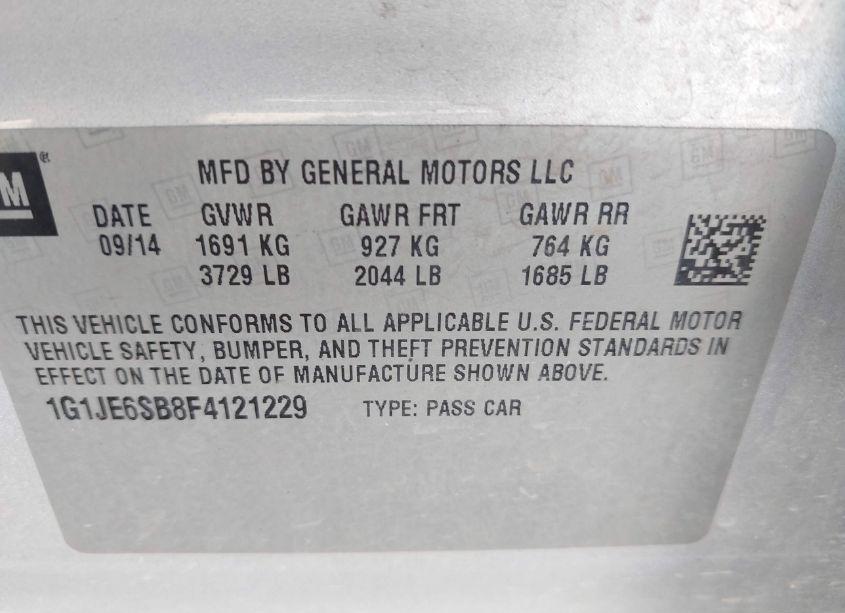 M®
MFD BY GENERAL MOTORS LLC
DATE GVWR GAWR FRT GAWR RR
09/14 1691 KG 927 KG 764 KG
3729 LB 2044 LB 1685 LB
THIS VEHICLE CONFORMS TO ALL APPLICABLE U.S. FEDERAL MOTOR
VEHICLE SAFETY, BUMPER, AND THEFT PREVENTION STANDARDS IN
EFFECT ON THE DATE OF MANUFACTURE SHOWN ABOVE.
1G1JE6SB8F4121229 TYPE: PASS CAR